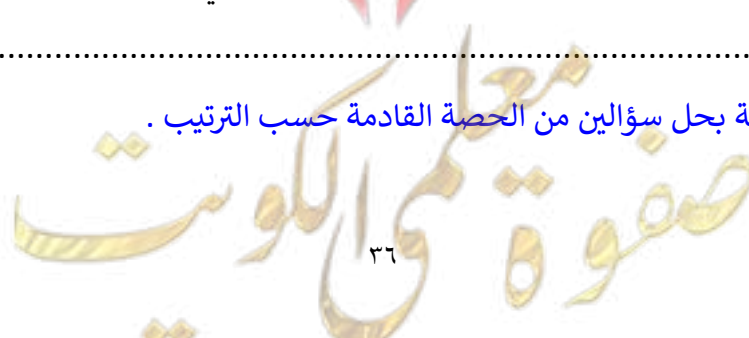 ة بحل سؤالين من الحصة القادمة حسب الترتيب .
صفوة معلمي الكويت
٣٦